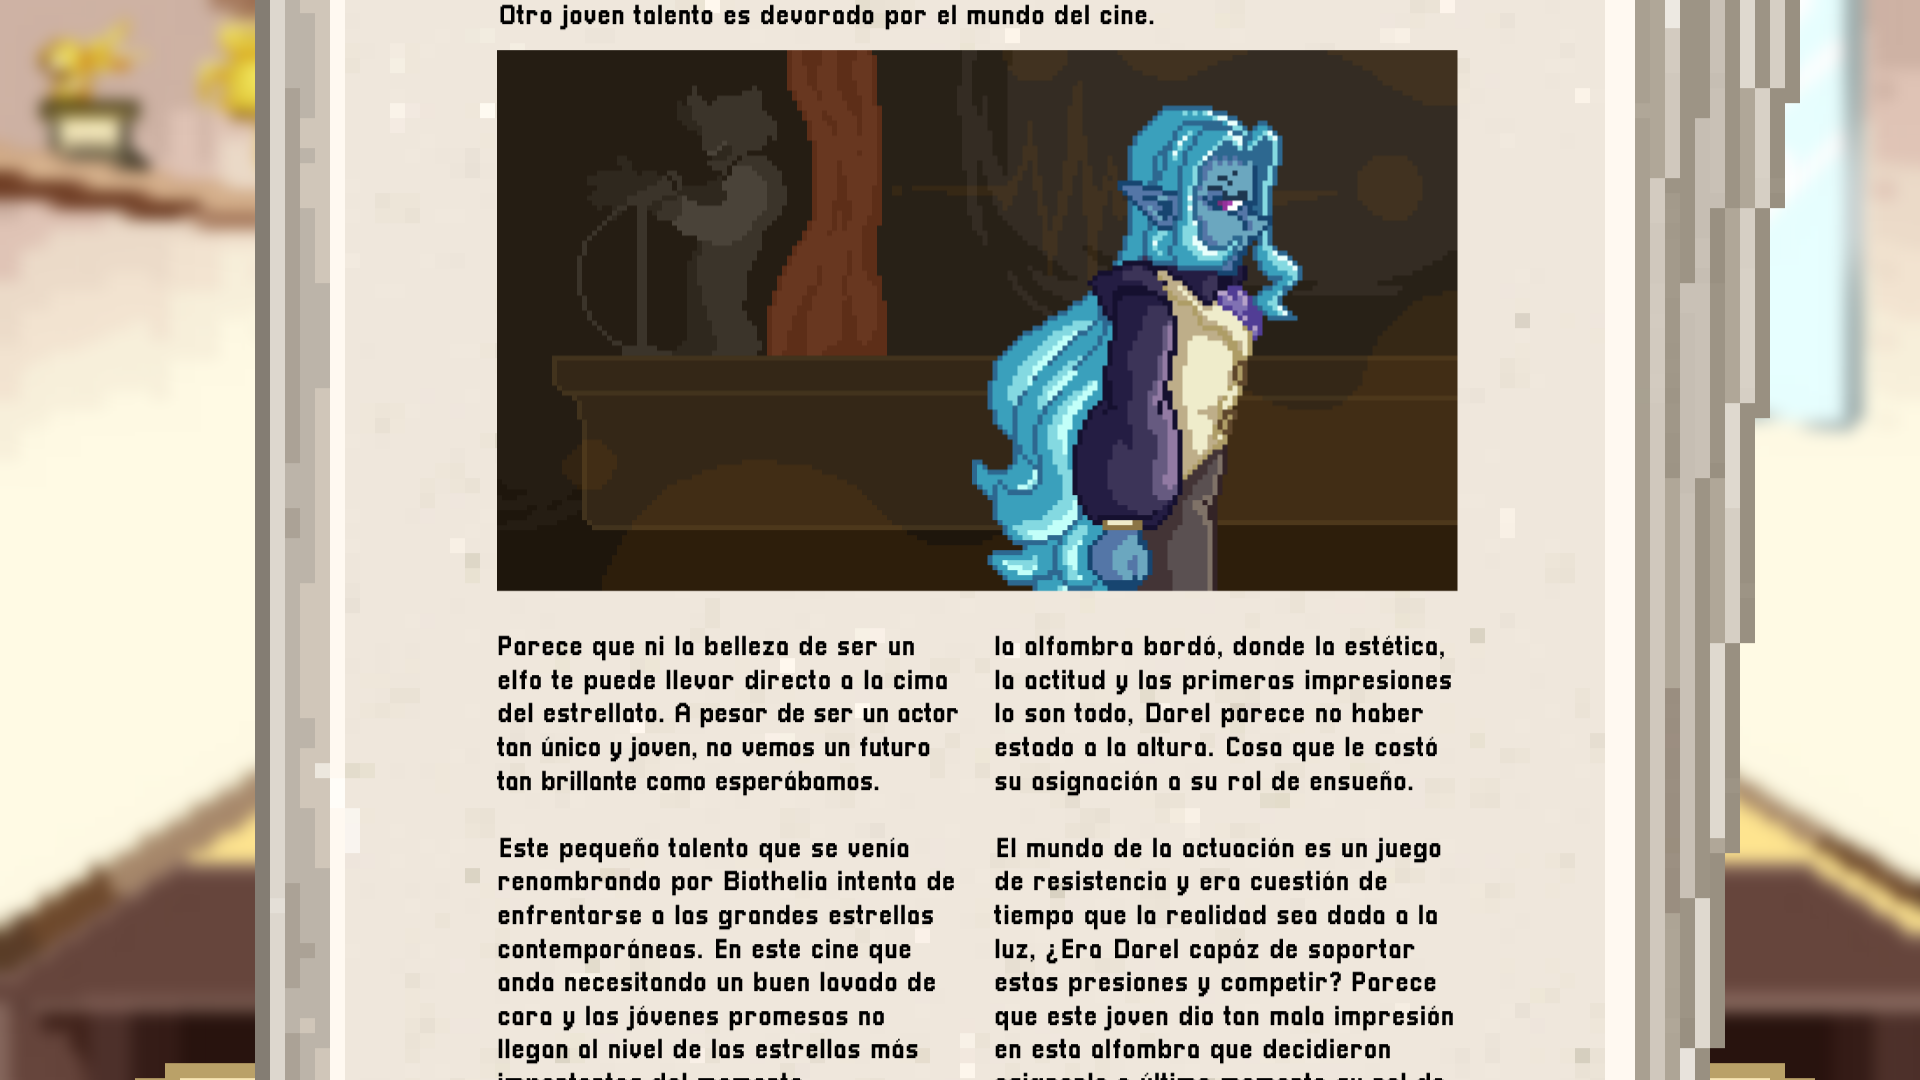 Otro joven talento es devorado por el mundo del cine.
Parece que ni la belleza de ser un
elfo te puede llevar directo a la cima
del estrellato. A pesar de ser un actor
tan único y joven, no vemos un futuro
tan brillante como esperábamos.
Este pequeño talento que se venía
renombrando por Biothelia intenta de
enfrentarse a las grandes estrellas
contemporáneas. En este cine que
anda necesitando un buen lavado de
cara y las jóvenes promesas no
llegan al nivel de las estrellas más
importantes del momento.
la alfombra bordó, donde la estética,
la actitud y las primeras impresiones
lo son todo, Darel parece no haber
estado a la altura. Cosa que le costó
su asignación a su rol de ensueño.
El mundo de la actuación es un juego
de resistencia y era cuestión de
tiempo que la realidad sea dada a la
luz, ¿Era Darel capáz de soportar
estas presiones y competir? Parece
que este joven dio tan mala impresión
en esta alfombra que decidieron
a último momento su rol de